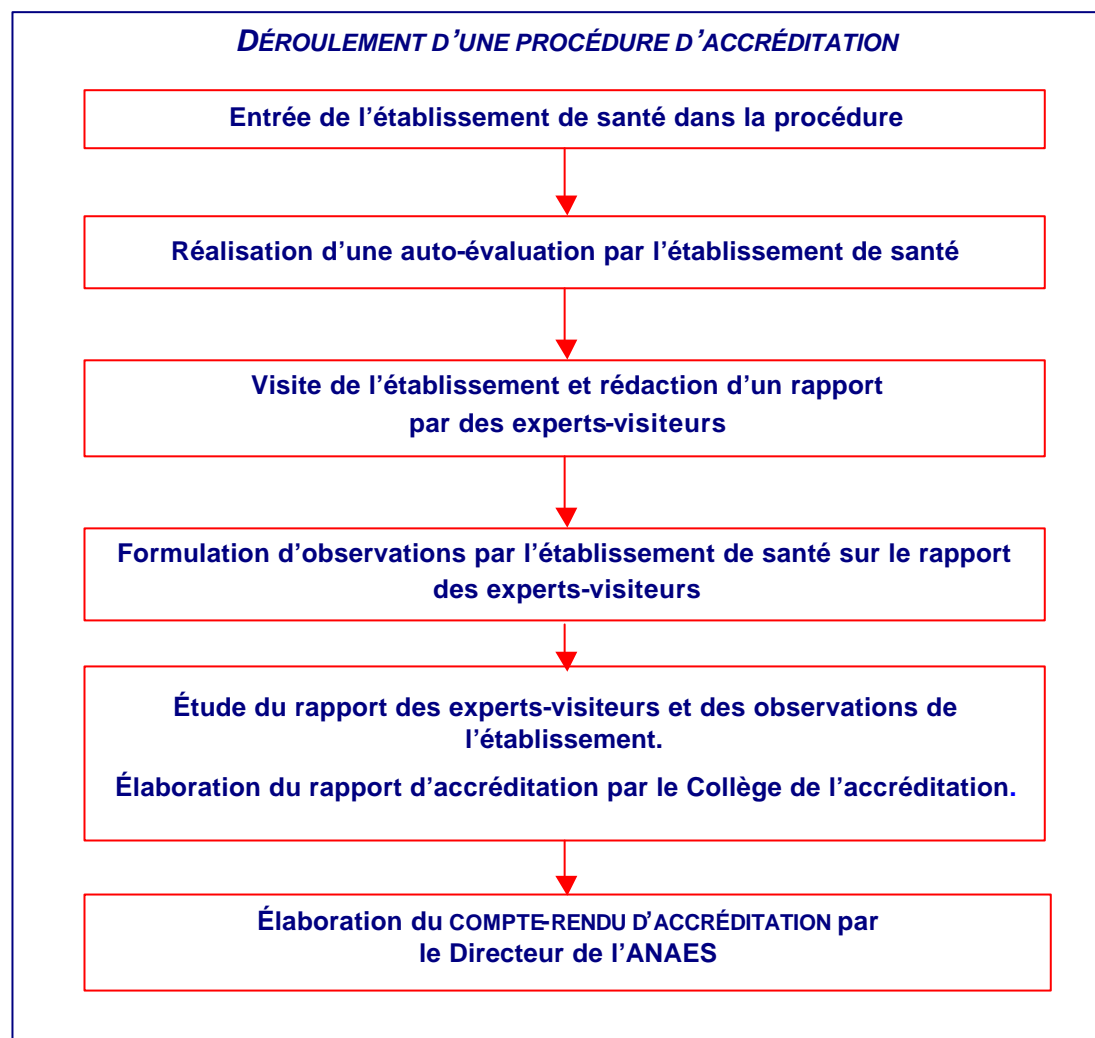 DÉROULEMENT D'UNE PROCÉDURE D'ACCRÉDITATION
Entrée de l'établissement de santé dans la procédure
Réalisation d'une auto-évaluation par l'établissement de santé
Visite de l'établissement et rédaction d'un rapport
par des experts-visiteurs
Formulation d'observations par l'établissement de santé sur le rapport
des experts-visiteurs
Étude du rapport des experts-visiteurs et des observations de
l'établissement.
Élaboration du rapport d'accréditation par le Collège de l'accréditation.
Élaboration du COMPTE-RENDU D'ACCRÉDITATION par
le Directeur de l'ANAES